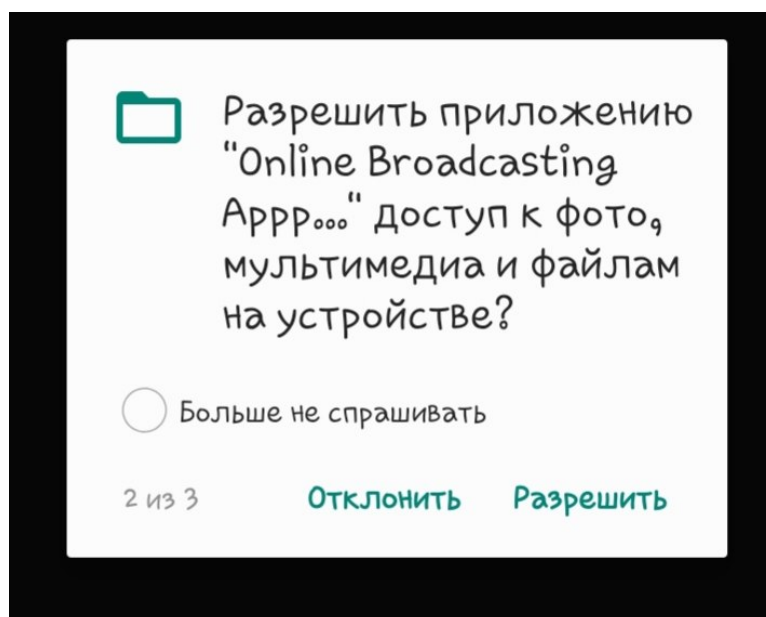 Разрешить приложению
"Online Broadcasting
Appp..." доступ к фото,
мультимедиа и файлам
на устройстве?
Больше не спрашивать
2 из 3 Отклонить Разрешить